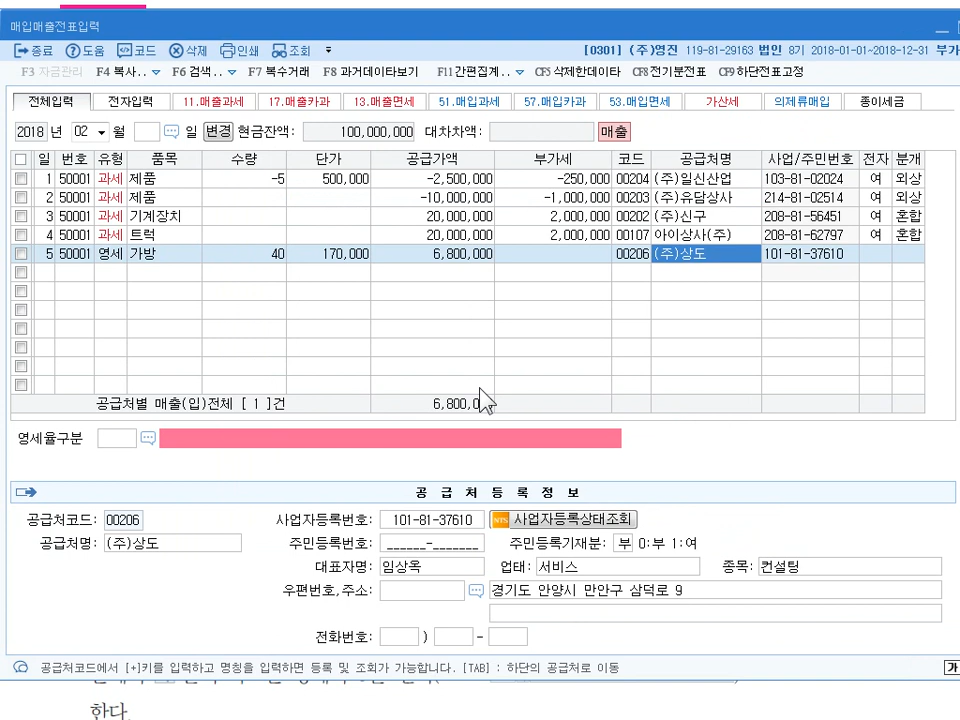 매입매출전표입력
종료 도움 코드 삭제 인쇄 조회 [0301] (주)영진 119-81-29163 법인 8기 2018-01-01~2018-12-31 부가
F3 자금관리 F4 복사.. F6 검색.. F7 복수거래 F8 과거데이타보기 F11간편집계.. CF5 삭제한데이타 CF8전기분전표 CF9하단전표고정
전체입력 전자입력 11.매출과세 17.매출카과 13.매출면세 51.매입과세 57.매입카과 53.매입면세 가산세 의제류매입 종이세금
2018 년 02 월 일 변경 현금잔액: 100,000,000 대차차액: 매출
일 번호 유형 품목 수량 단가 공급가액 부가세 코드 공급처명 사업/주민번호 전자 분개
1 50001 과세 제품 -5 500,000 -2,500,000 -250,000 00204 (주)일신산업 103-81-02024 여 외상
2 50001 과세 제품 -10,000,000 -1,000,000 00203 (주)유담상사 214-81-02514 여 외상
3 50001 과세 기계장치 20,000,000 2,000,000 00202 (주)신구 208-81-56451 여 혼합
4 50001 과세 트럭 20,000,000 2,000,000 00107 아이상사(주) 208-81-62797 여 혼합
5 50001 영세 가방 40 170,000 6,800,000 00206 (주)상도 101-81-37610
공급처별 매출(입)전체 [ 1 ]건 6,800,0
영세율구분
공 급 처 등 록 정 보
공급처코드: 00206 사업자등록번호: 101-81-37610 NTS 사업자등록상태조회
공급처명: (주)상도 주민등록번호: ______-_______ 주민등록기재분: 부 0:부 1:여
대표자명: 임상옥 업태: 서비스 종목: 컨설팅
우편번호,주소: 경기도 안양시 만안구 삼덕로 9
전화번호: ) -
공급처코드에서 [+]키를 입력하고 명칭을 입력하면 등록 및 조회가 가능합니다. [TAB] : 하단의 공급처로 이동 가
한다.